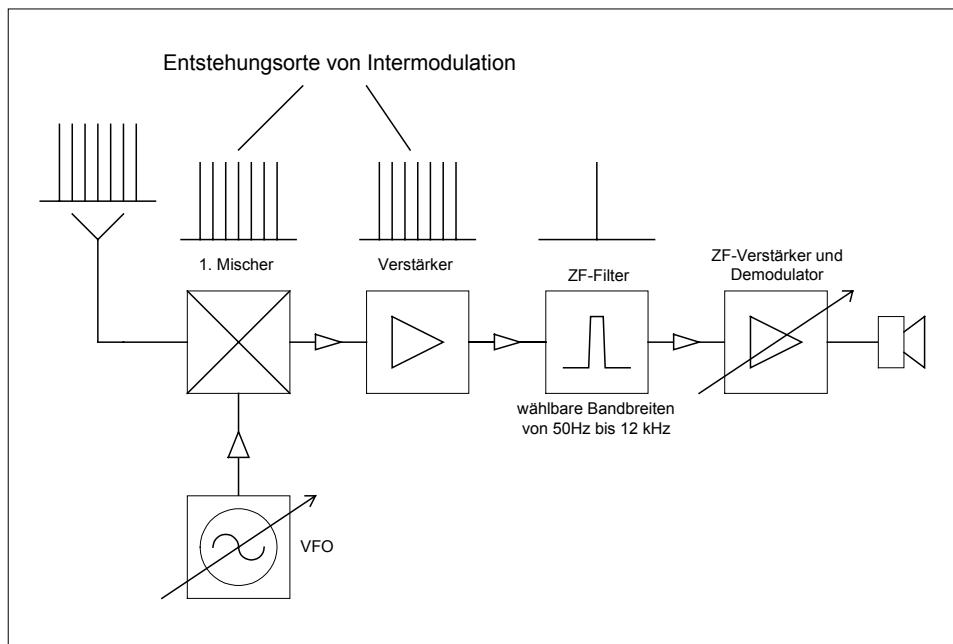 Entstehungsorte von Intermodulation
1. Mischer
Verstärker
ZF-Filter
ZF-Verstärker und
Demodulator
wählbare Bandbreiten
von 50Hz bis 12 kHz
VFO